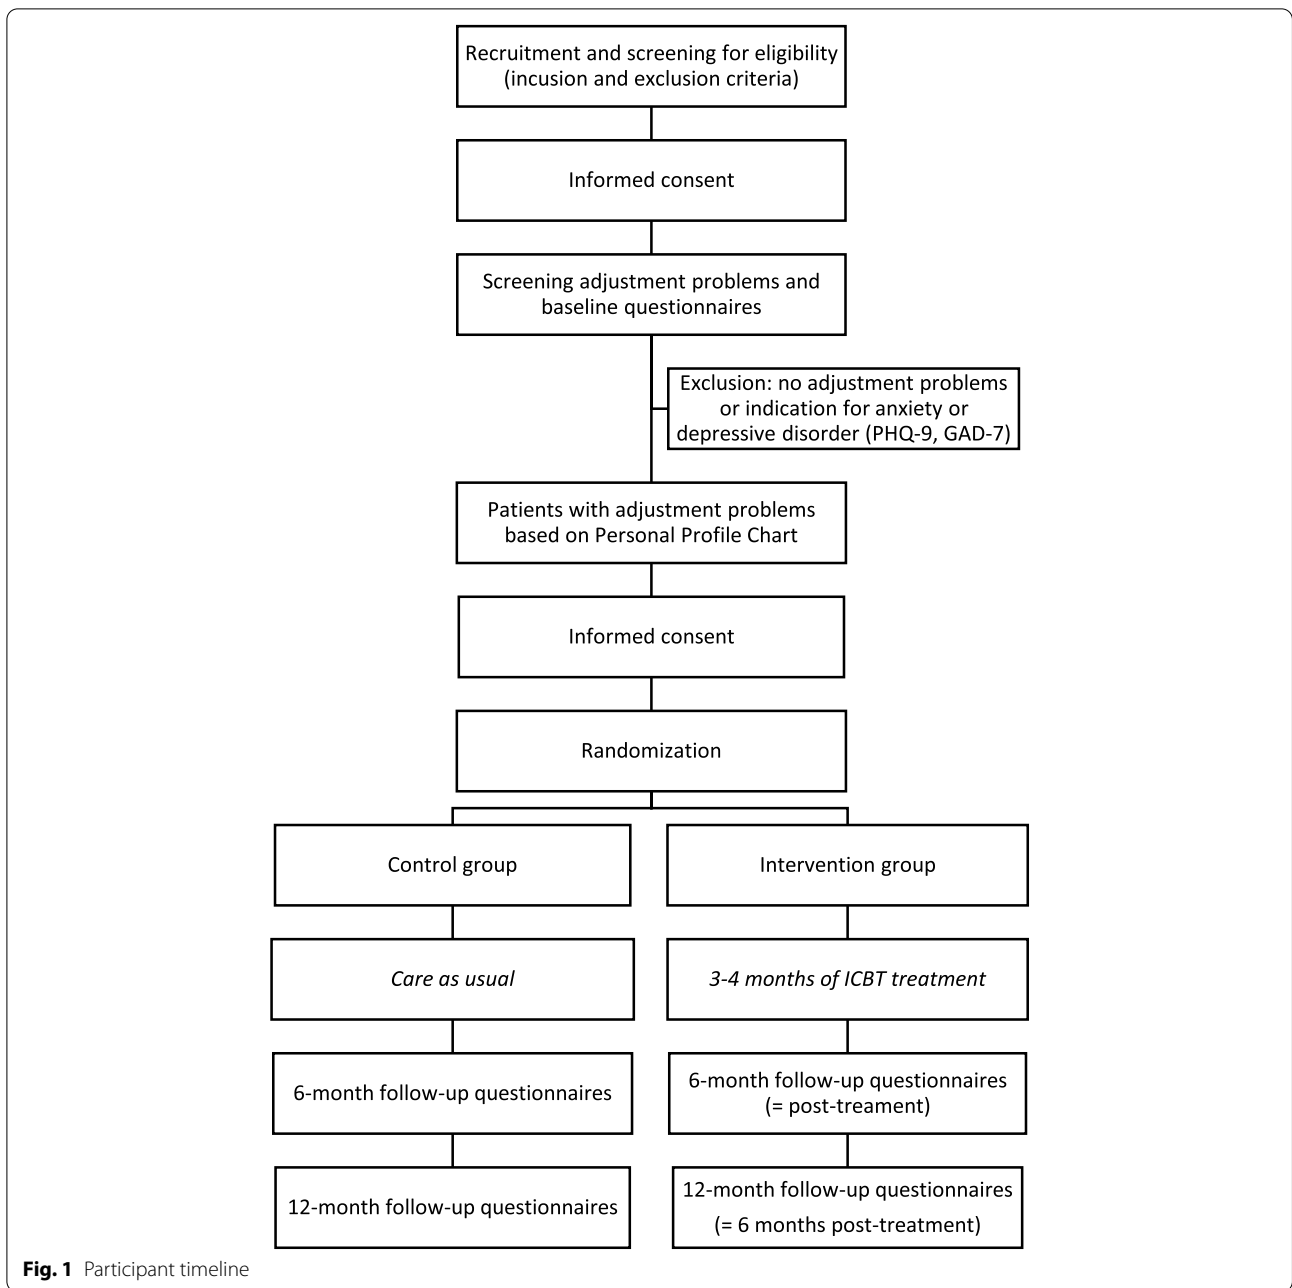 Recruitment and screening for eligibility
(incusion and exclusion criteria)
Informed consent
Screening adjustment problems and
baseline questionnaires
Exclusion: no adjustment problems
or indication for anxiety or
depressive disorder (PHQ-9, GAD-7)
Patients with adjustment problems
based on Personal Profile Chart
Informed consent
Randomization
Control group
Intervention group
Care as usual
3-4 months of ICBT treatment
6-month follow-up questionnaires
6-month follow-up questionnaires
(= post-treament)
12-month follow-up questionnaires
12-month follow-up questionnaires
(= 6 months post-treatment)
Fig. 1 Participant timeline